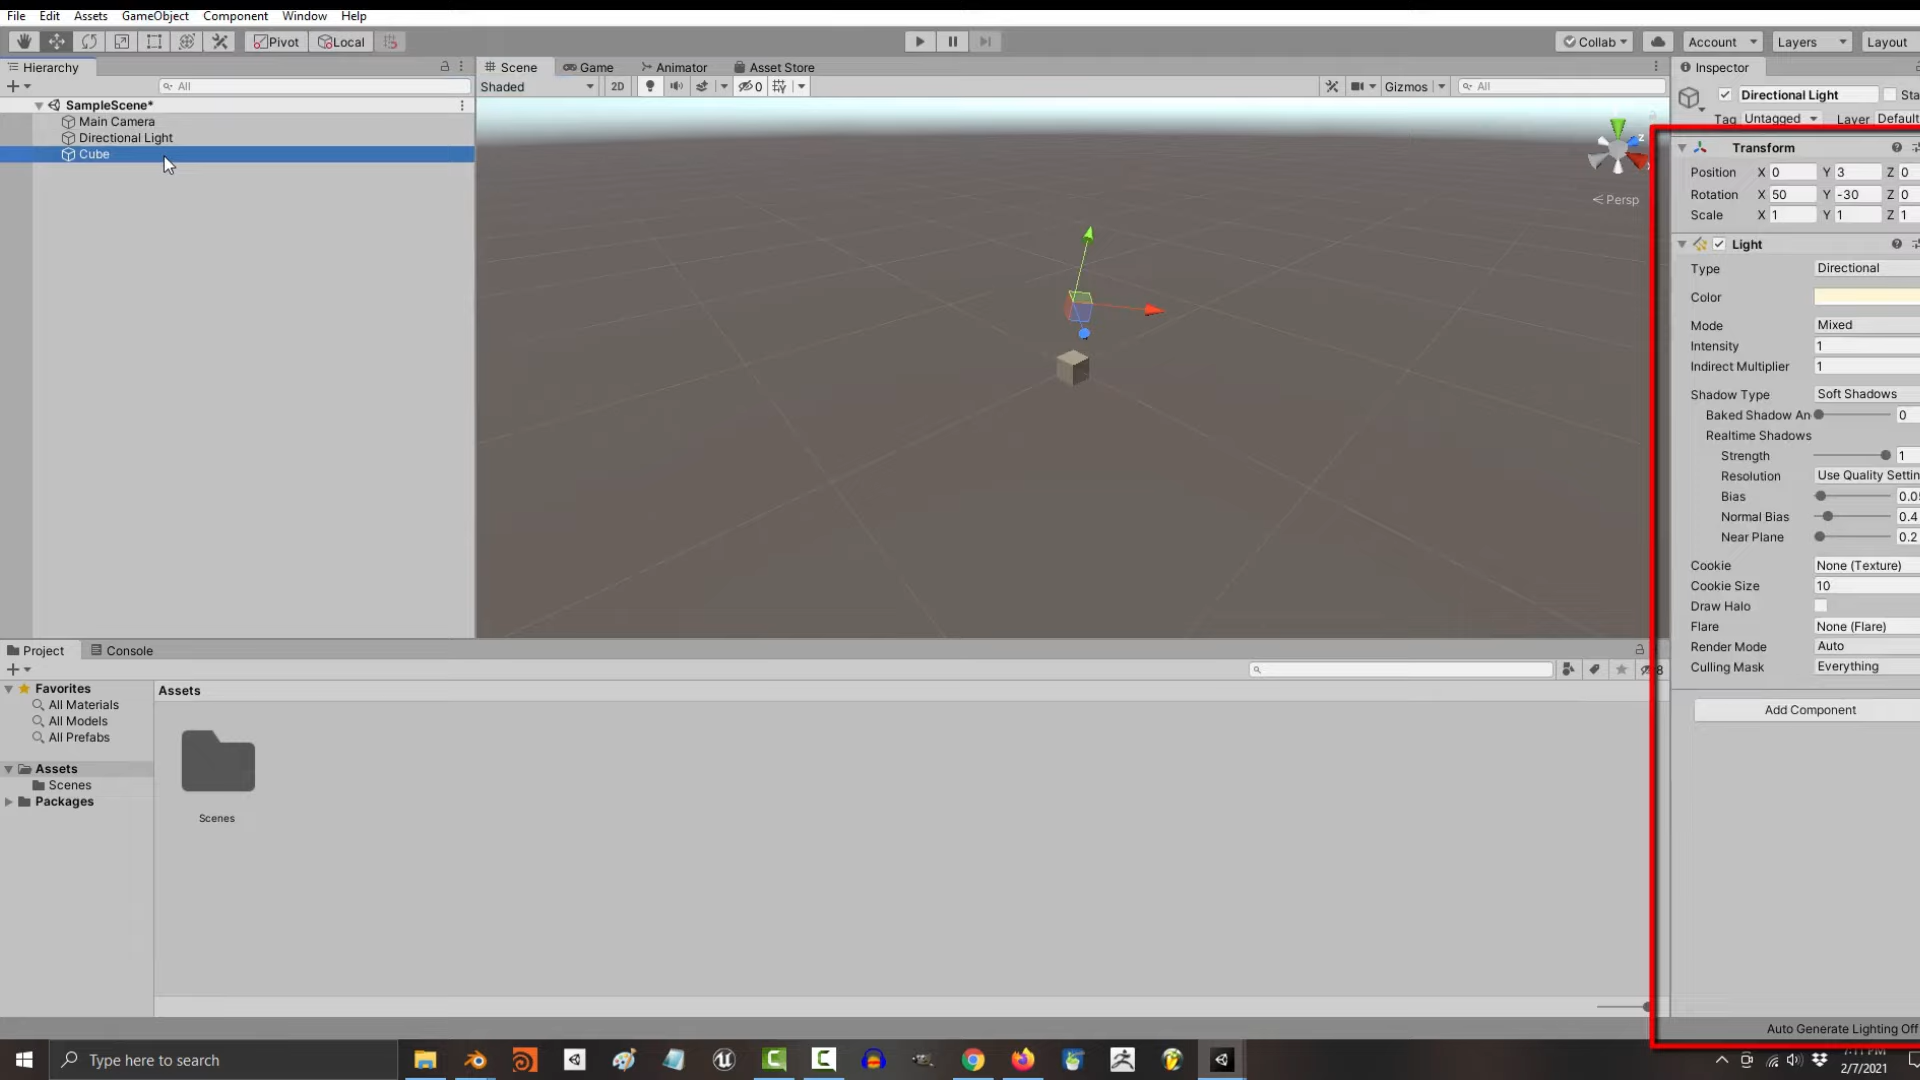 File Edit Assets GameObject Component Window Help
Pivot Local Collab Account Layers Layout
Hierarchy
All
SampleScene*
Main Camera
Directional Light
Cube
Scene Game Animator Asset Store
Shaded 2D 0 Gizmos All
z
Persp
Inspector
Directional Light
Tag Untagged Layer Default
Transform
Position X 0 Y 3 Z 0
Rotation X 50 Y -30 Z 0
Scale X 1 Y 1 Z 1
Light
Type Directional
Color
Mode Mixed
Intensity 1
Indirect Multiplier 1
Shadow Type Soft Shadows
Baked Shadow An 0
Realtime Shadows
Strength 1
Resolution Use Quality Settin
Bias 0.05
Normal Bias 0.4
Near Plane 0.2
Cookie None (Texture)
Cookie Size 10
Draw Halo
Flare None (Flare)
Render Mode Auto
Culling Mask Everything
Add Component
Project Console
8
Favorites
All Materials
All Models
All Prefabs
Assets
Scenes
Packages
Assets
Scenes
Auto Generate Lighting Off
Type here to search
7:11 PM
2/7/2021